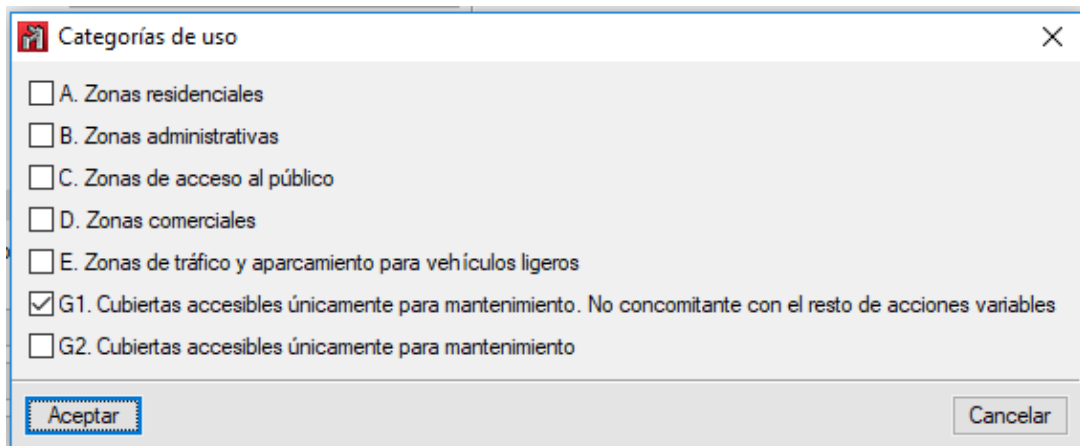 Categorías de uso
A. Zonas residenciales
B. Zonas administrativas
C. Zonas de acceso al público
D. Zonas comerciales
E. Zonas de tráfico y aparcamiento para vehículos ligeros
G1. Cubiertas accesibles únicamente para mantenimiento. No concomitante con el resto de acciones variables
G2. Cubiertas accesibles únicamente para mantenimiento
Aceptar
Cancelar